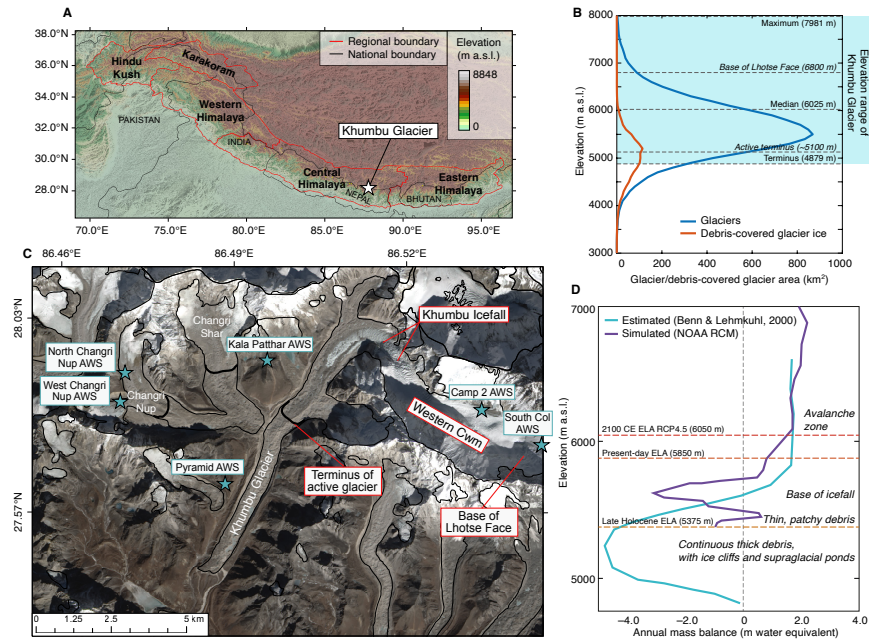 A
38.0°C
36.0°C
34.0°C
32.0°C
30.0°C
28.0°C
70.0°C
75.0°C
80.0°C
85.0°C
90.0°C
95.0°C
Regional boundary
National boundary
Elevation
(m a.s.l.)
8848
0
Hindu
Kush
Karakoram
Western
Himalaya
PAKISTAN
INDIA
Khumbu Glacier
Central
Himalaya
NEPAL
Eastern
Himalaya
BHUTAN
B
8000
7000
6000
5000
4000
3000
Elevation (m a.s.l.)
Maximum (7981 m)
Base of Lhotse Face (6800 m)
Median (6025 m)
Active terminus (~5100 m)
Terminus (4879 m)
Elevation range of
Khumbu Glacier
Glaciers
Debris-covered glacier ice
0
200
400
600
800
1000
Glacier/debris-covered glacier area (km²)
C
86.46°E
86.49°E
86.52°E
28.03°N
27.57°N
Changri
Shar
Khumbu Icefall
Kala Patthar AWS
North Changri
Nup AWS
West Changri
Nup AWS
Changri
Nup
Camp 2 AWS
South Col
AWS
Western Cwm
Pyramid AWS
Khumbu Glacier
Terminus of
active glacier
Base of
Lhotse Face
0
1.25
2.5
5 km
D
7000
6000
5000
Elevation (m a.s.l.)
Estimated (Benn & Lehmkuhl, 2000)
Simulated (NOAA RCM)
2100 CE ELA RCP4.5 (6050 m)
Avalanche
zone
Present-day ELA (5850 m)
Base of icefall
Late Holocene ELA (5375 m)
Thin, patchy debris
Continuous thick debris,
with ice cliffs and supraglacial ponds
−4.0
−2.0
0
2.0
4.0
Annual mass balance (m water equivalent)